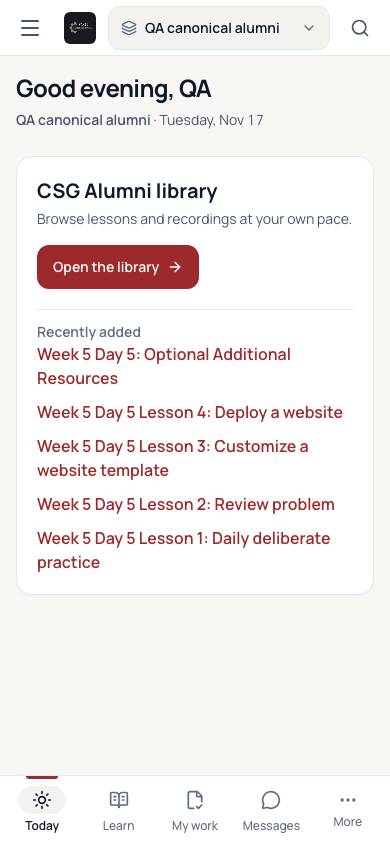 QA canonical alumni
Good evening, QA
QA canonical alumni · Tuesday, Nov 17
CSG Alumni library
Browse lessons and recordings at your own pace.
Open the library →
Recently added
Week 5 Day 5: Optional Additional
Resources
Week 5 Day 5 Lesson 4: Deploy a website
Week 5 Day 5 Lesson 3: Customize a
website template
Week 5 Day 5 Lesson 2: Review problem
Week 5 Day 5 Lesson 1: Daily deliberate
practice
Today
Learn
My work
Messages
More